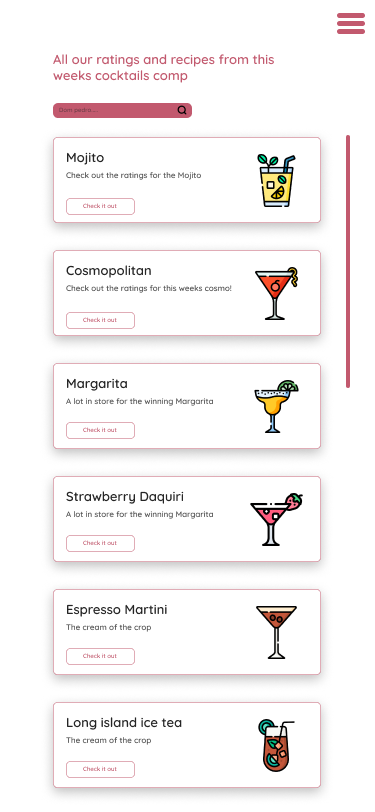 All our ratings and recipes from this
weeks cocktails comp
Dom pedro....
Mojito
Check out the ratings for the Mojito
Check it out
Cosmopolitan
Check out the ratings for this weeks cosmo!
Check it out
Margarita
A lot in store for the winning Margarita
Check it out
Strawberry Daquiri
A lot in store for the winning Margarita
Check it out
Espresso Martini
The cream of the crop
Check it out
Long island ice tea
The cream of the crop
Check it out